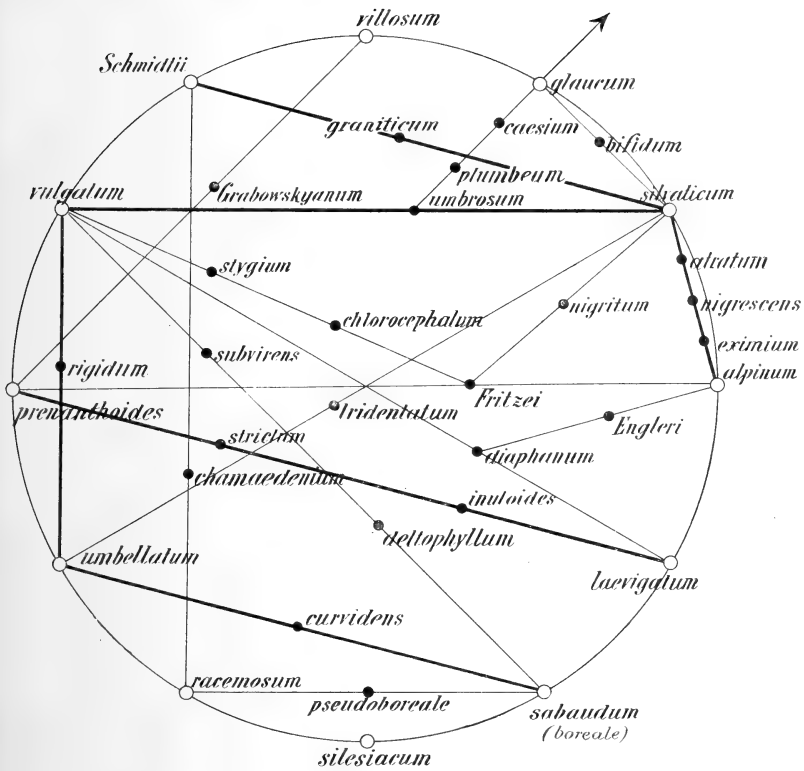 villosum
Schmidtii
glaucum
graniticum
caesium
bifidum
plumbeum
vulgatum
Grabowskyanum
umbrosum
silvaticum
stygium
atratum
chlorocephalum
nigritum
nigrescens
subvirens
eximium
rigidum
alpinum
prenanthoides
tridentatum
Fritzei
Engleri
strictum
diaphanum
chamaedenium
inuloides
deltophyllum
umbellatum
laevigatum
curvidens
racemosum
pseudoboreale
sabaudum
(boreale)
silesiacum